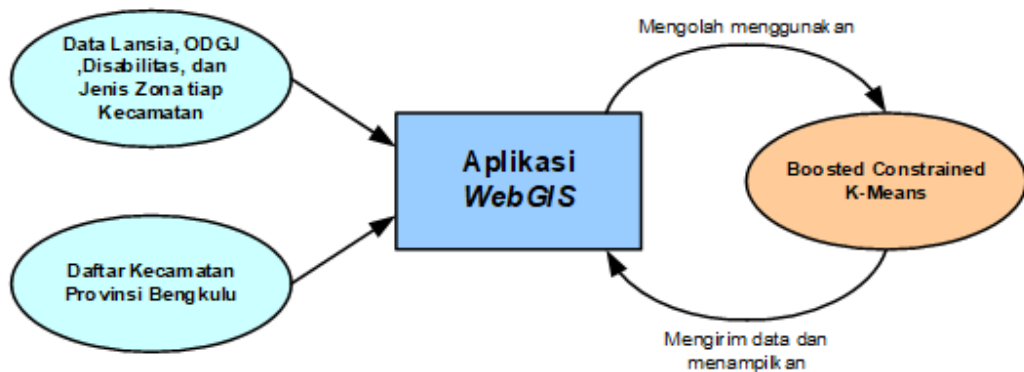 Data Lansia, ODGJ
,Disabilitas, dan
Jenis Zona tiap
Kecamatan
Daftar Kecamatan
Provinsi Bengkulu
Aplikasi
WebGIS
Mengolah menggunakan
Boosted Constrained
K-Means
Mengirim data dan
menampilkan